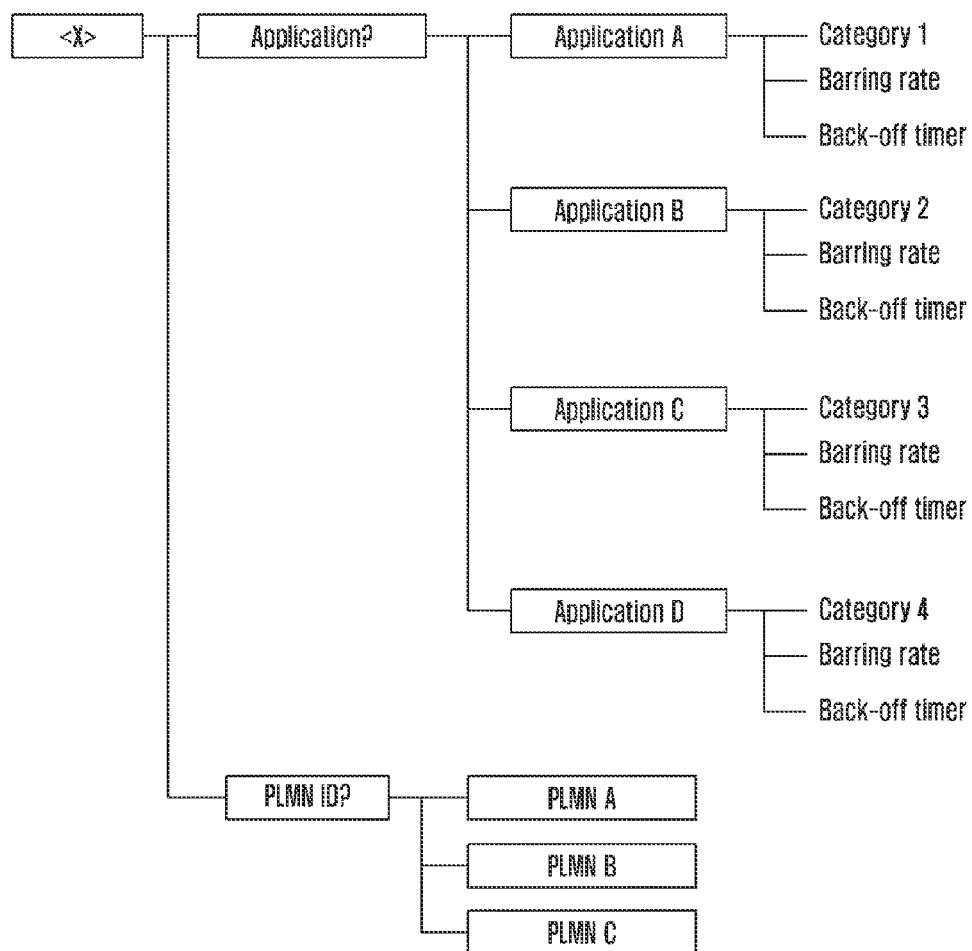 <X>
Application?
Application A
Category 1
Barring rate
Back-off timer
Application B
Category 2
Barring rate
Back-off timer
Application C
Category 3
Barring rate
Back-off timer
Application D
Category 4
Barring rate
Back-off timer
PLMN ID?
PLMN A
PLMN B
PLMN C